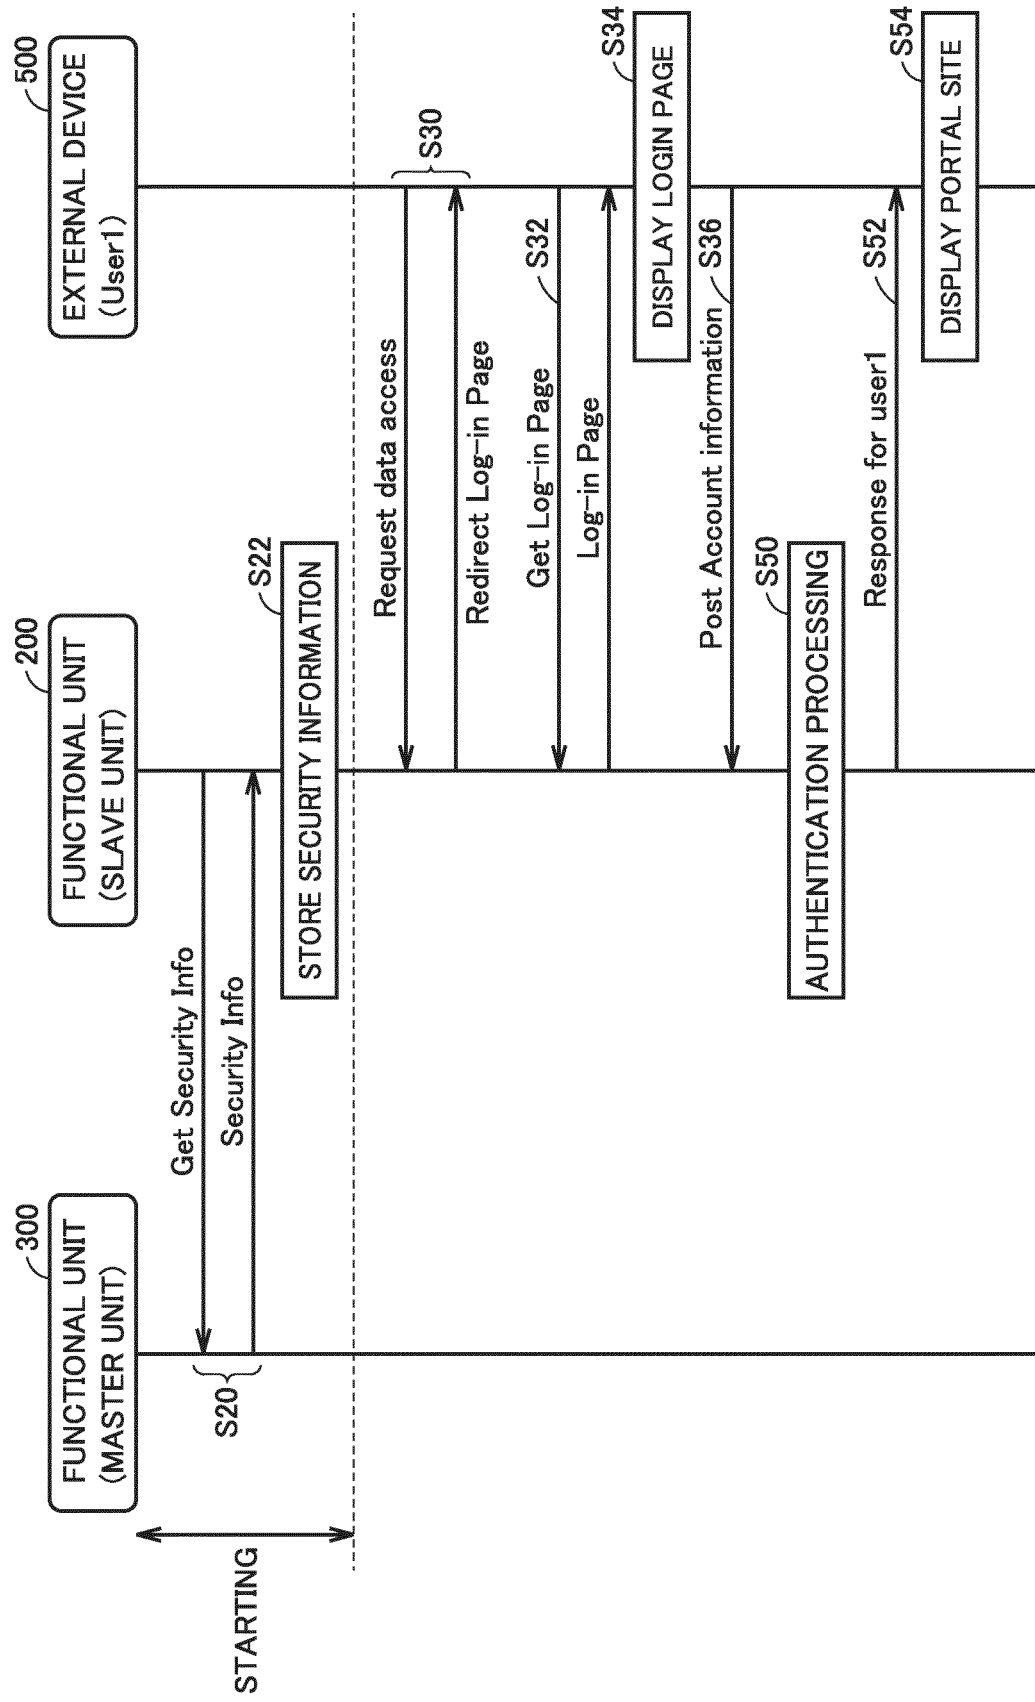 300
FUNCTIONAL UNIT
(MASTER UNIT)
200
FUNCTIONAL UNIT
(SLAVE UNIT)
500
EXTERNAL DEVICE
(User1)
STARTING
S20
Get Security Info
Security Info
S22
STORE SECURITY INFORMATION
Request data access
S30
Redirect Log-in Page
Get Log-in Page
S32
Log-in Page
S34
DISPLAY LOGIN PAGE
Post Account information
S36
S50
AUTHENTICATION PROCESSING
Response for user1
S52
S54
DISPLAY PORTAL SITE